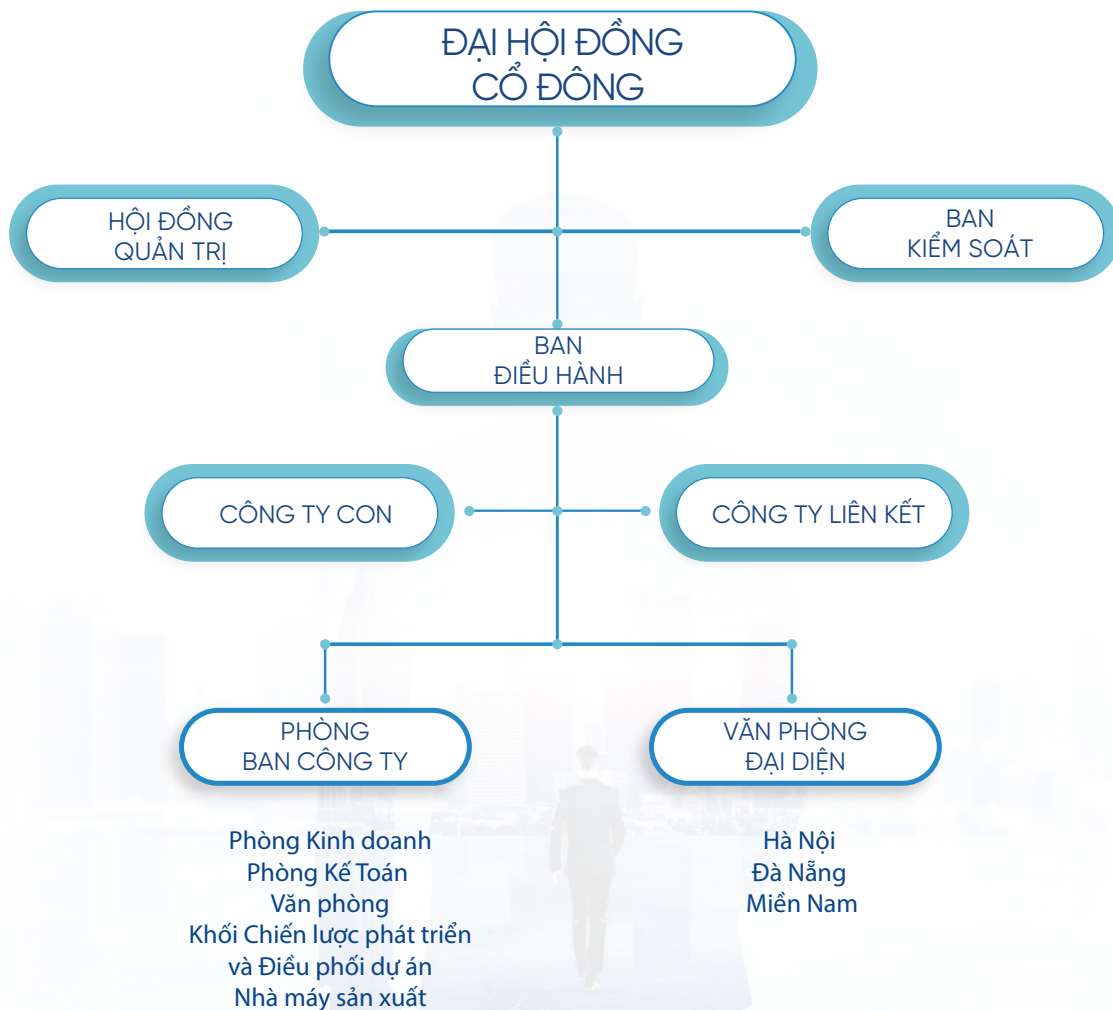 ĐẠI HỘI ĐỒNG
CỔ ĐÔNG
HỘI ĐỒNG
QUẢN TRỊ
BAN
KIỂM SOÁT
BAN
ĐIỀU HÀNH
CÔNG TY CON
CÔNG TY LIÊN KẾT
PHÒNG
BAN CÔNG TY
VĂN PHÒNG
ĐẠI DIỆN
Phòng Kinh doanh
Phòng Kế Toán
Văn phòng
Khối Chiến lược phát triển
và Điều phối dự án
Nhà máy sản xuất
Hà Nội
Đà Nẵng
Miền Nam